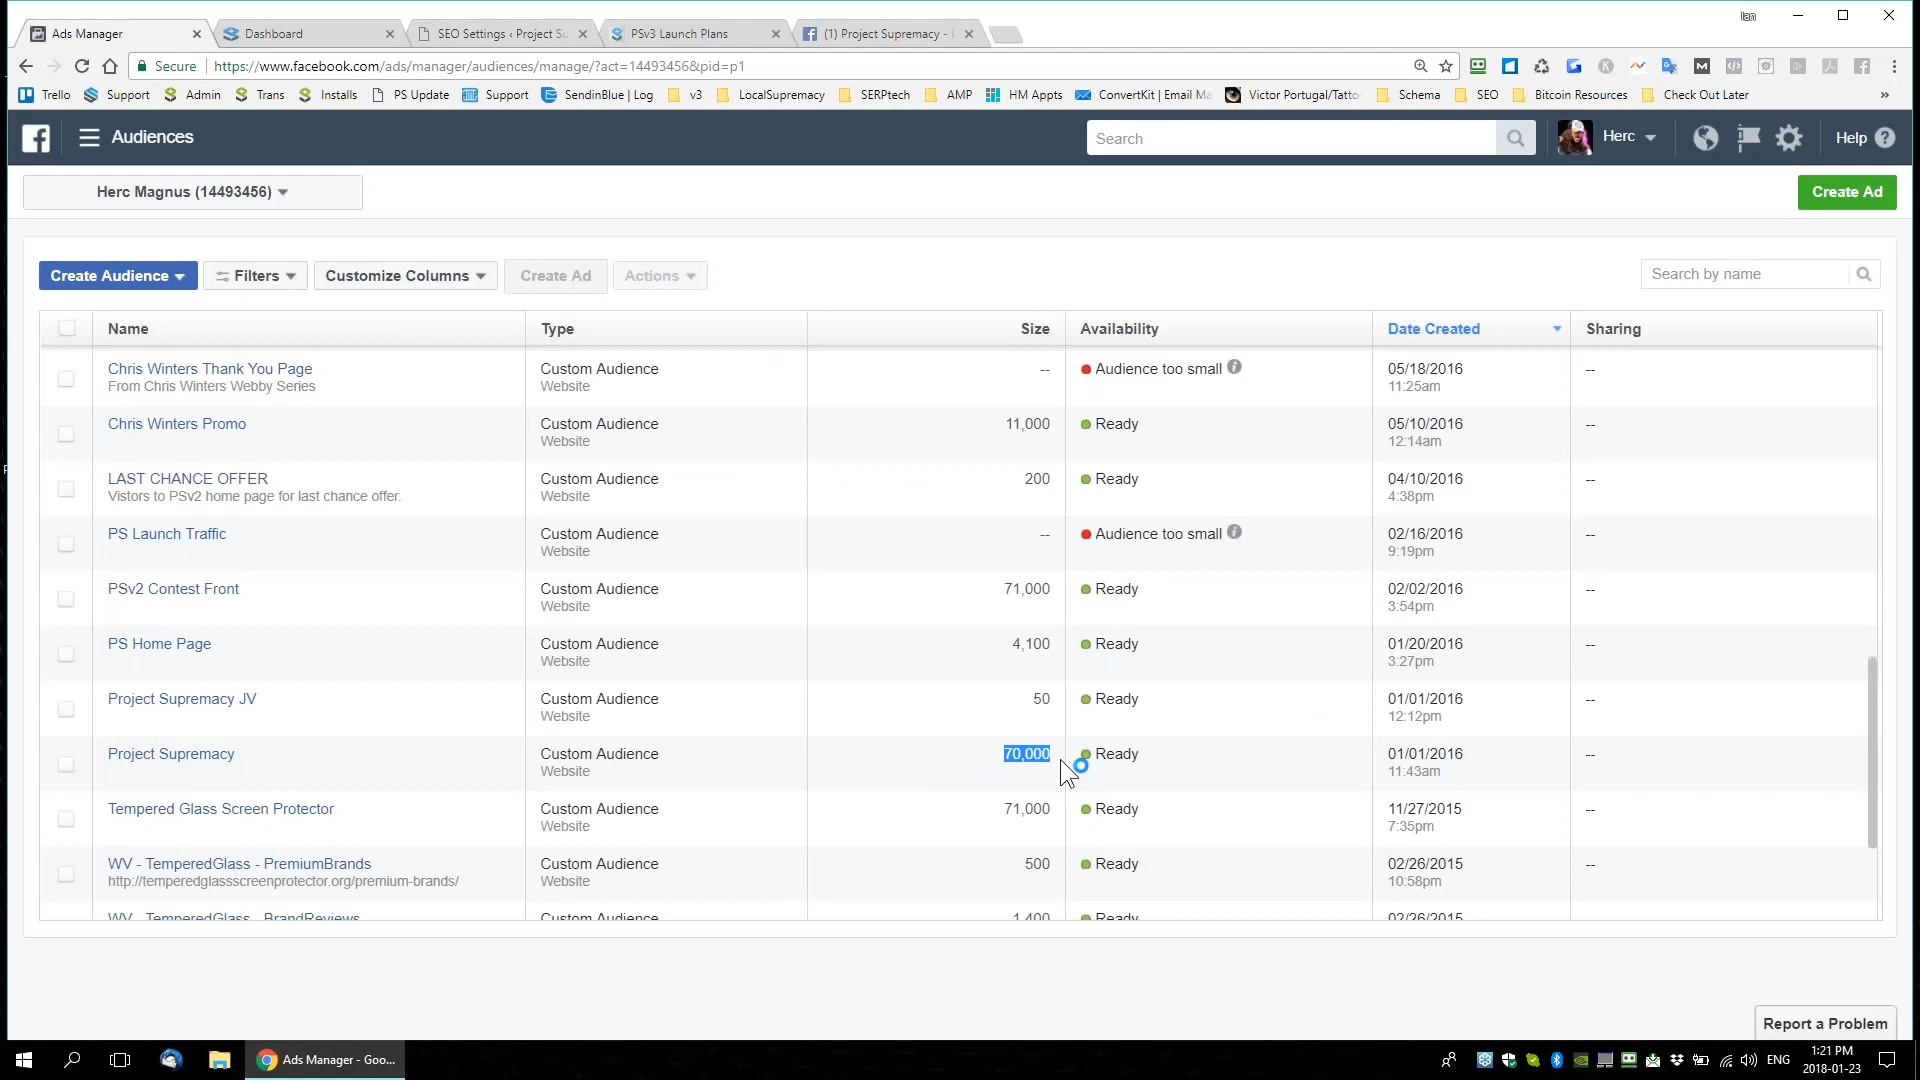 Ian
Ads Manager
Dashboard
SEO Settings ‹ Project Su
PSv3 Launch Plans
(1) Project Supremacy -
Secure
https://www.facebook.com/ads/manager/audiences/manage/?act=14493456&pid=p1
Trello
Support
Admin
Trans
Installs
PS Update
Support
SendinBlue | Log
v3
LocalSupremacy
SERPtech
AMP
HM Appts
ConvertKit | Email Ma
Victor Portugal/Tatto
Schema
SEO
Bitcoin Resources
Check Out Later
»
Audiences
Search
Herc
Help
Herc Magnus (14493456)
Create Ad
Create Audience
Filters
Customize Columns
Create Ad
Actions
Search by name
Name Type Size Availability Date Created Sharing
Chris Winters Thank You Page Custom Audience -- Audience too small 05/18/2016 --
From Chris Winters Webby Series Website 11:25am
Chris Winters Promo Custom Audience 11,000 Ready 05/10/2016 --
Website 12:14am
LAST CHANCE OFFER Custom Audience 200 Ready 04/10/2016 --
Vistors to PSv2 home page for last chance offer. Website 4:38pm
PS Launch Traffic Custom Audience -- Audience too small 02/16/2016 --
Website 9:19pm
PSv2 Contest Front Custom Audience 71,000 Ready 02/02/2016 --
Website 3:54pm
PS Home Page Custom Audience 4,100 Ready 01/20/2016 --
Website 3:27pm
Project Supremacy JV Custom Audience 50 Ready 01/01/2016 --
Website 12:12pm
Project Supremacy Custom Audience 70,000 Ready 01/01/2016 --
Website 11:43am
Tempered Glass Screen Protector Custom Audience 71,000 Ready 11/27/2015 --
Website 7:35pm
WV - TemperedGlass - PremiumBrands Custom Audience 500 Ready 02/26/2015 --
http://temperedglassscreenprotector.org/premium-brands/ Website 10:58pm
WV - TemperedGlass - BrandReviews Custom Audience 1,400 Ready 02/26/2015
Report a Problem
Ads Manager - Goo...
ENG
1:21 PM
2018-01-23